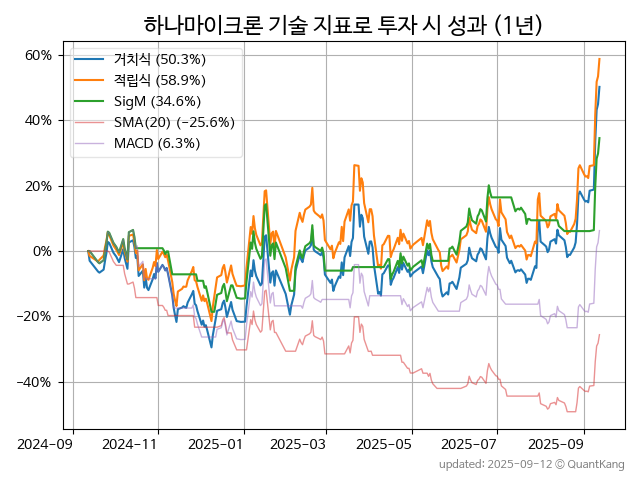 하나마이크론 기술 지표로 투자 시 성과 (1년)
60%
40%
20%
0%
−20%
−40%
거치식 (50.3%)
적립식 (58.9%)
SigM (34.6%)
SMA(20) (−25.6%)
MACD (6.3%)
2024-09
2024-11
2025-01
2025-03
2025-05
2025-07
2025-09
updated: 2025-09-12 © QuantKang